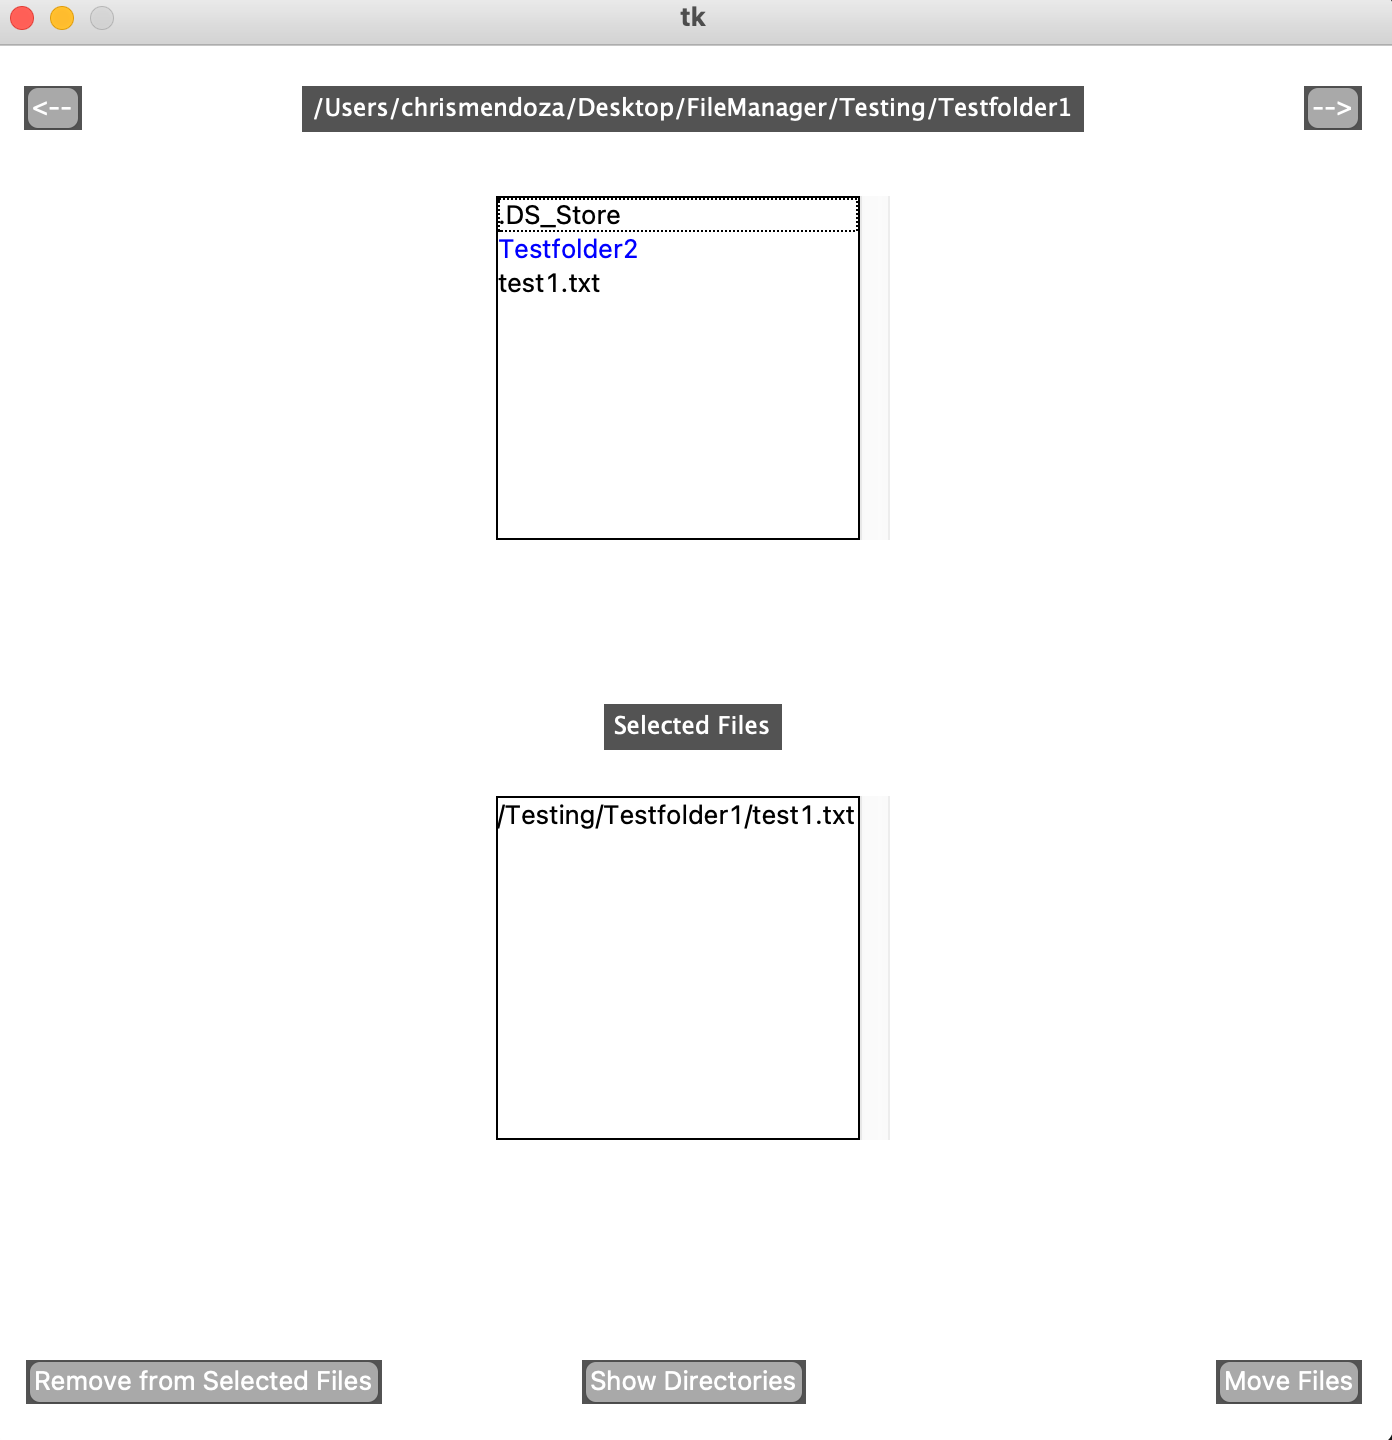 tk
<--
/Users/chrismendoza/Desktop/FileManager/Testing/Testfolder1
-->
.DS_Store
Testfolder2
test1.txt
Selected Files
/Testing/Testfolder1/test1.txt
Remove from Selected Files
Show Directories
Move Files